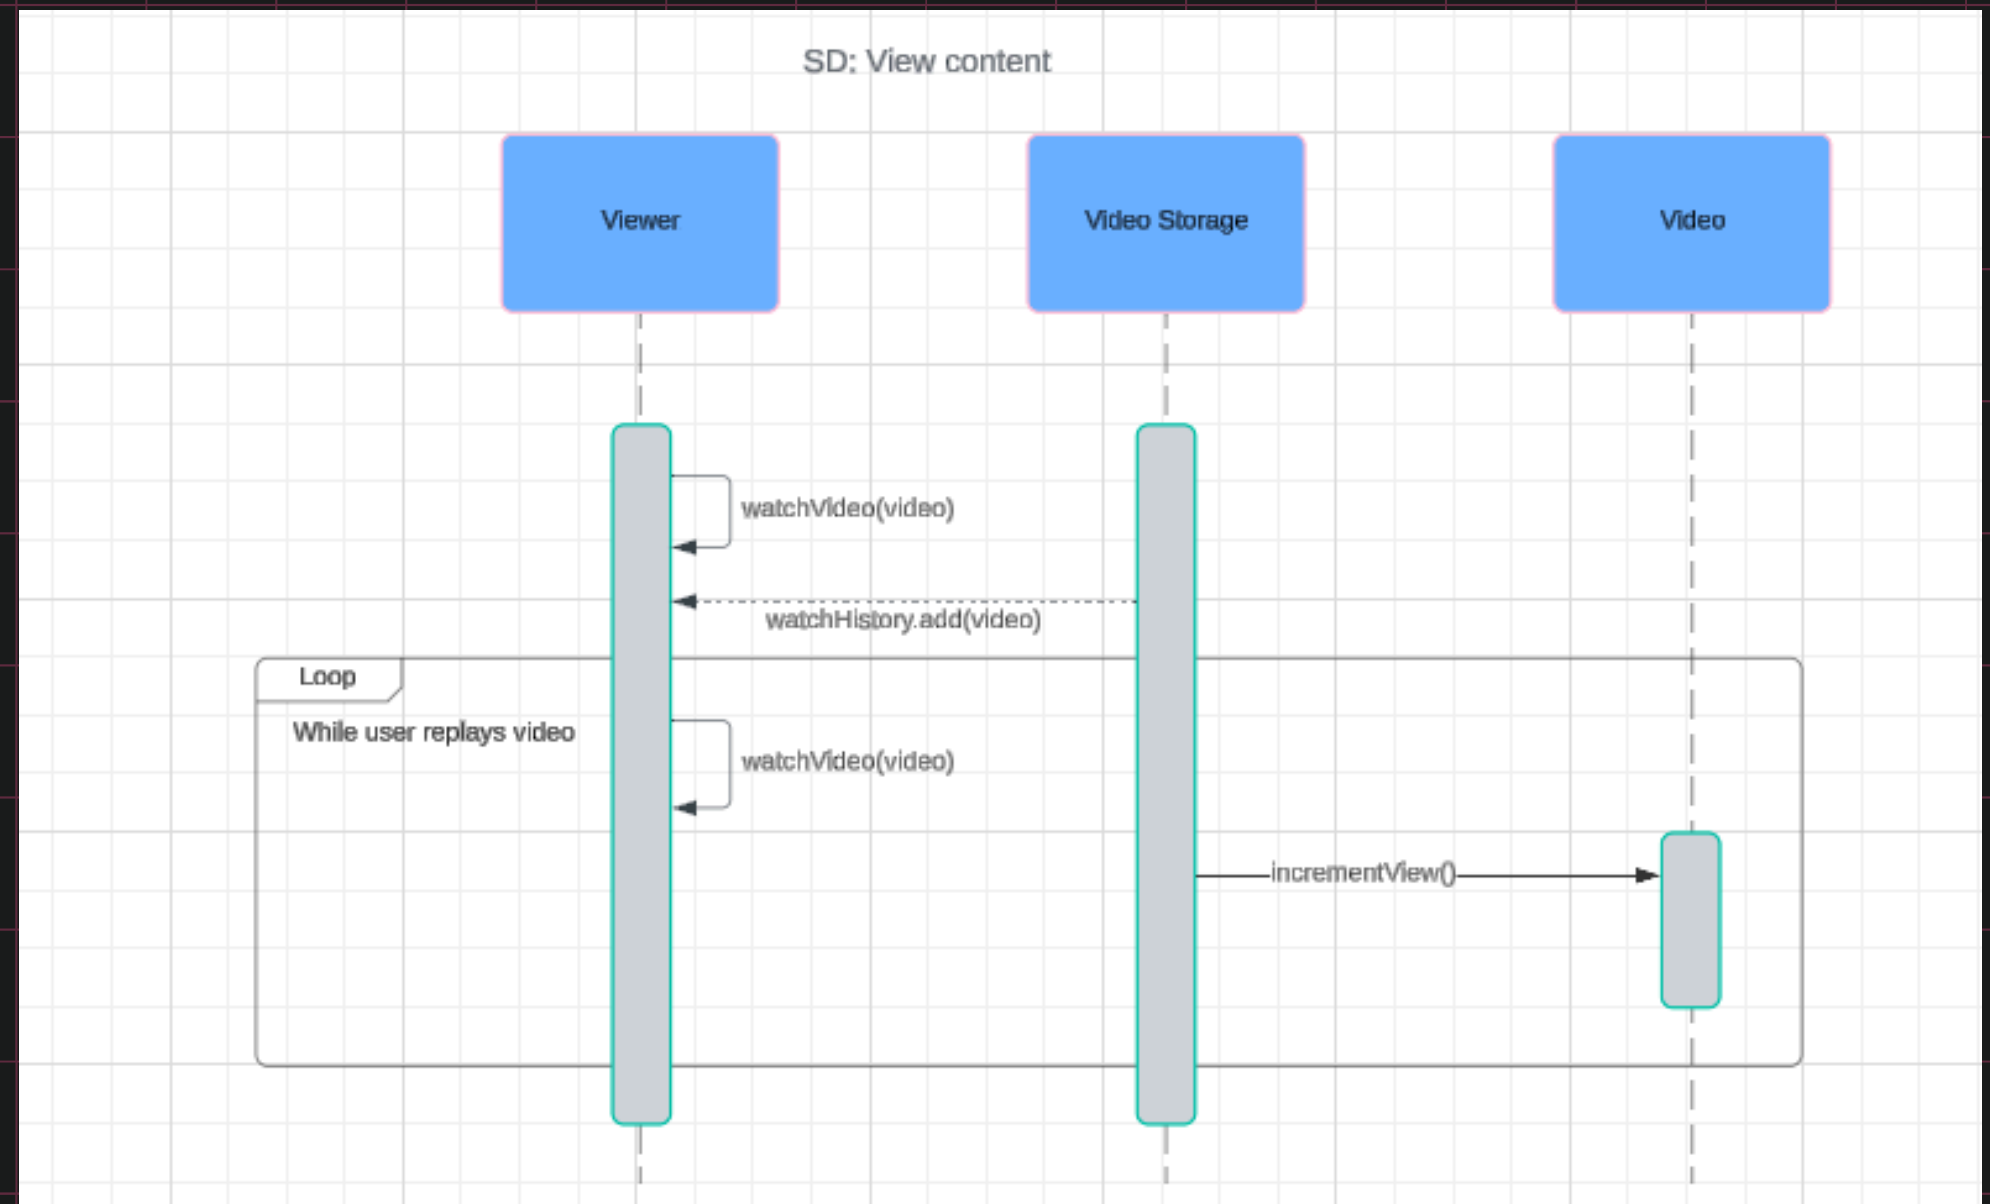 SD: View content
Viewer
Video Storage
Video
watchVideo(video)
watchHistory.add(video)
Loop
While user replays video
watchVideo(video)
incrementView()